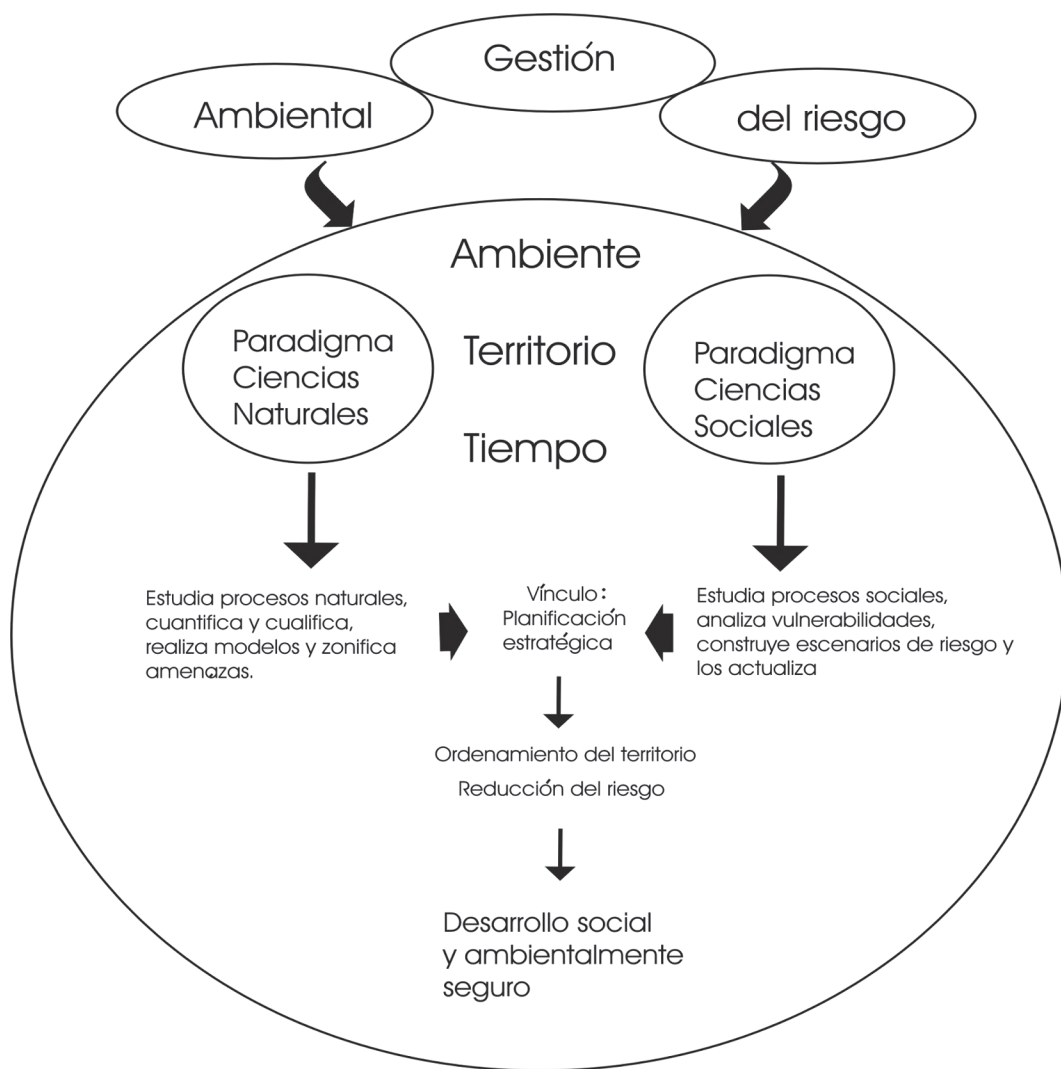 Gestión
Ambiental
del riesgo
Ambiente
Territorio
Tiempo
Paradigma
Ciencias
Naturales
Paradigma
Ciencias
Sociales
Estudia procesos naturales,
cuantifica y cualifica,
realiza modelos y zonifica
amenazas.
Vínculo:
Planificación
estratégica
Estudia procesos sociales,
analiza vulnerabilidades,
construye escenarios de riesgo y
los actualiza
Ordenamiento del territorio
Reducción del riesgo
Desarrollo social
y ambientalmente
seguro